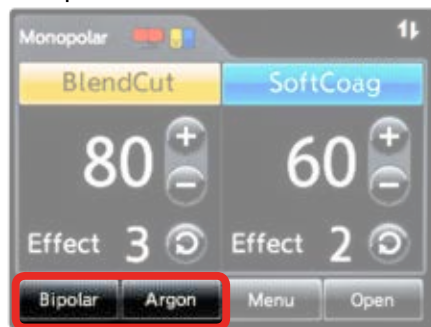 Monopolar
BlendCut SoftCoag
80 + - 60 + -
Effect 3 Effect 2
Bipolar Argon Menu Open